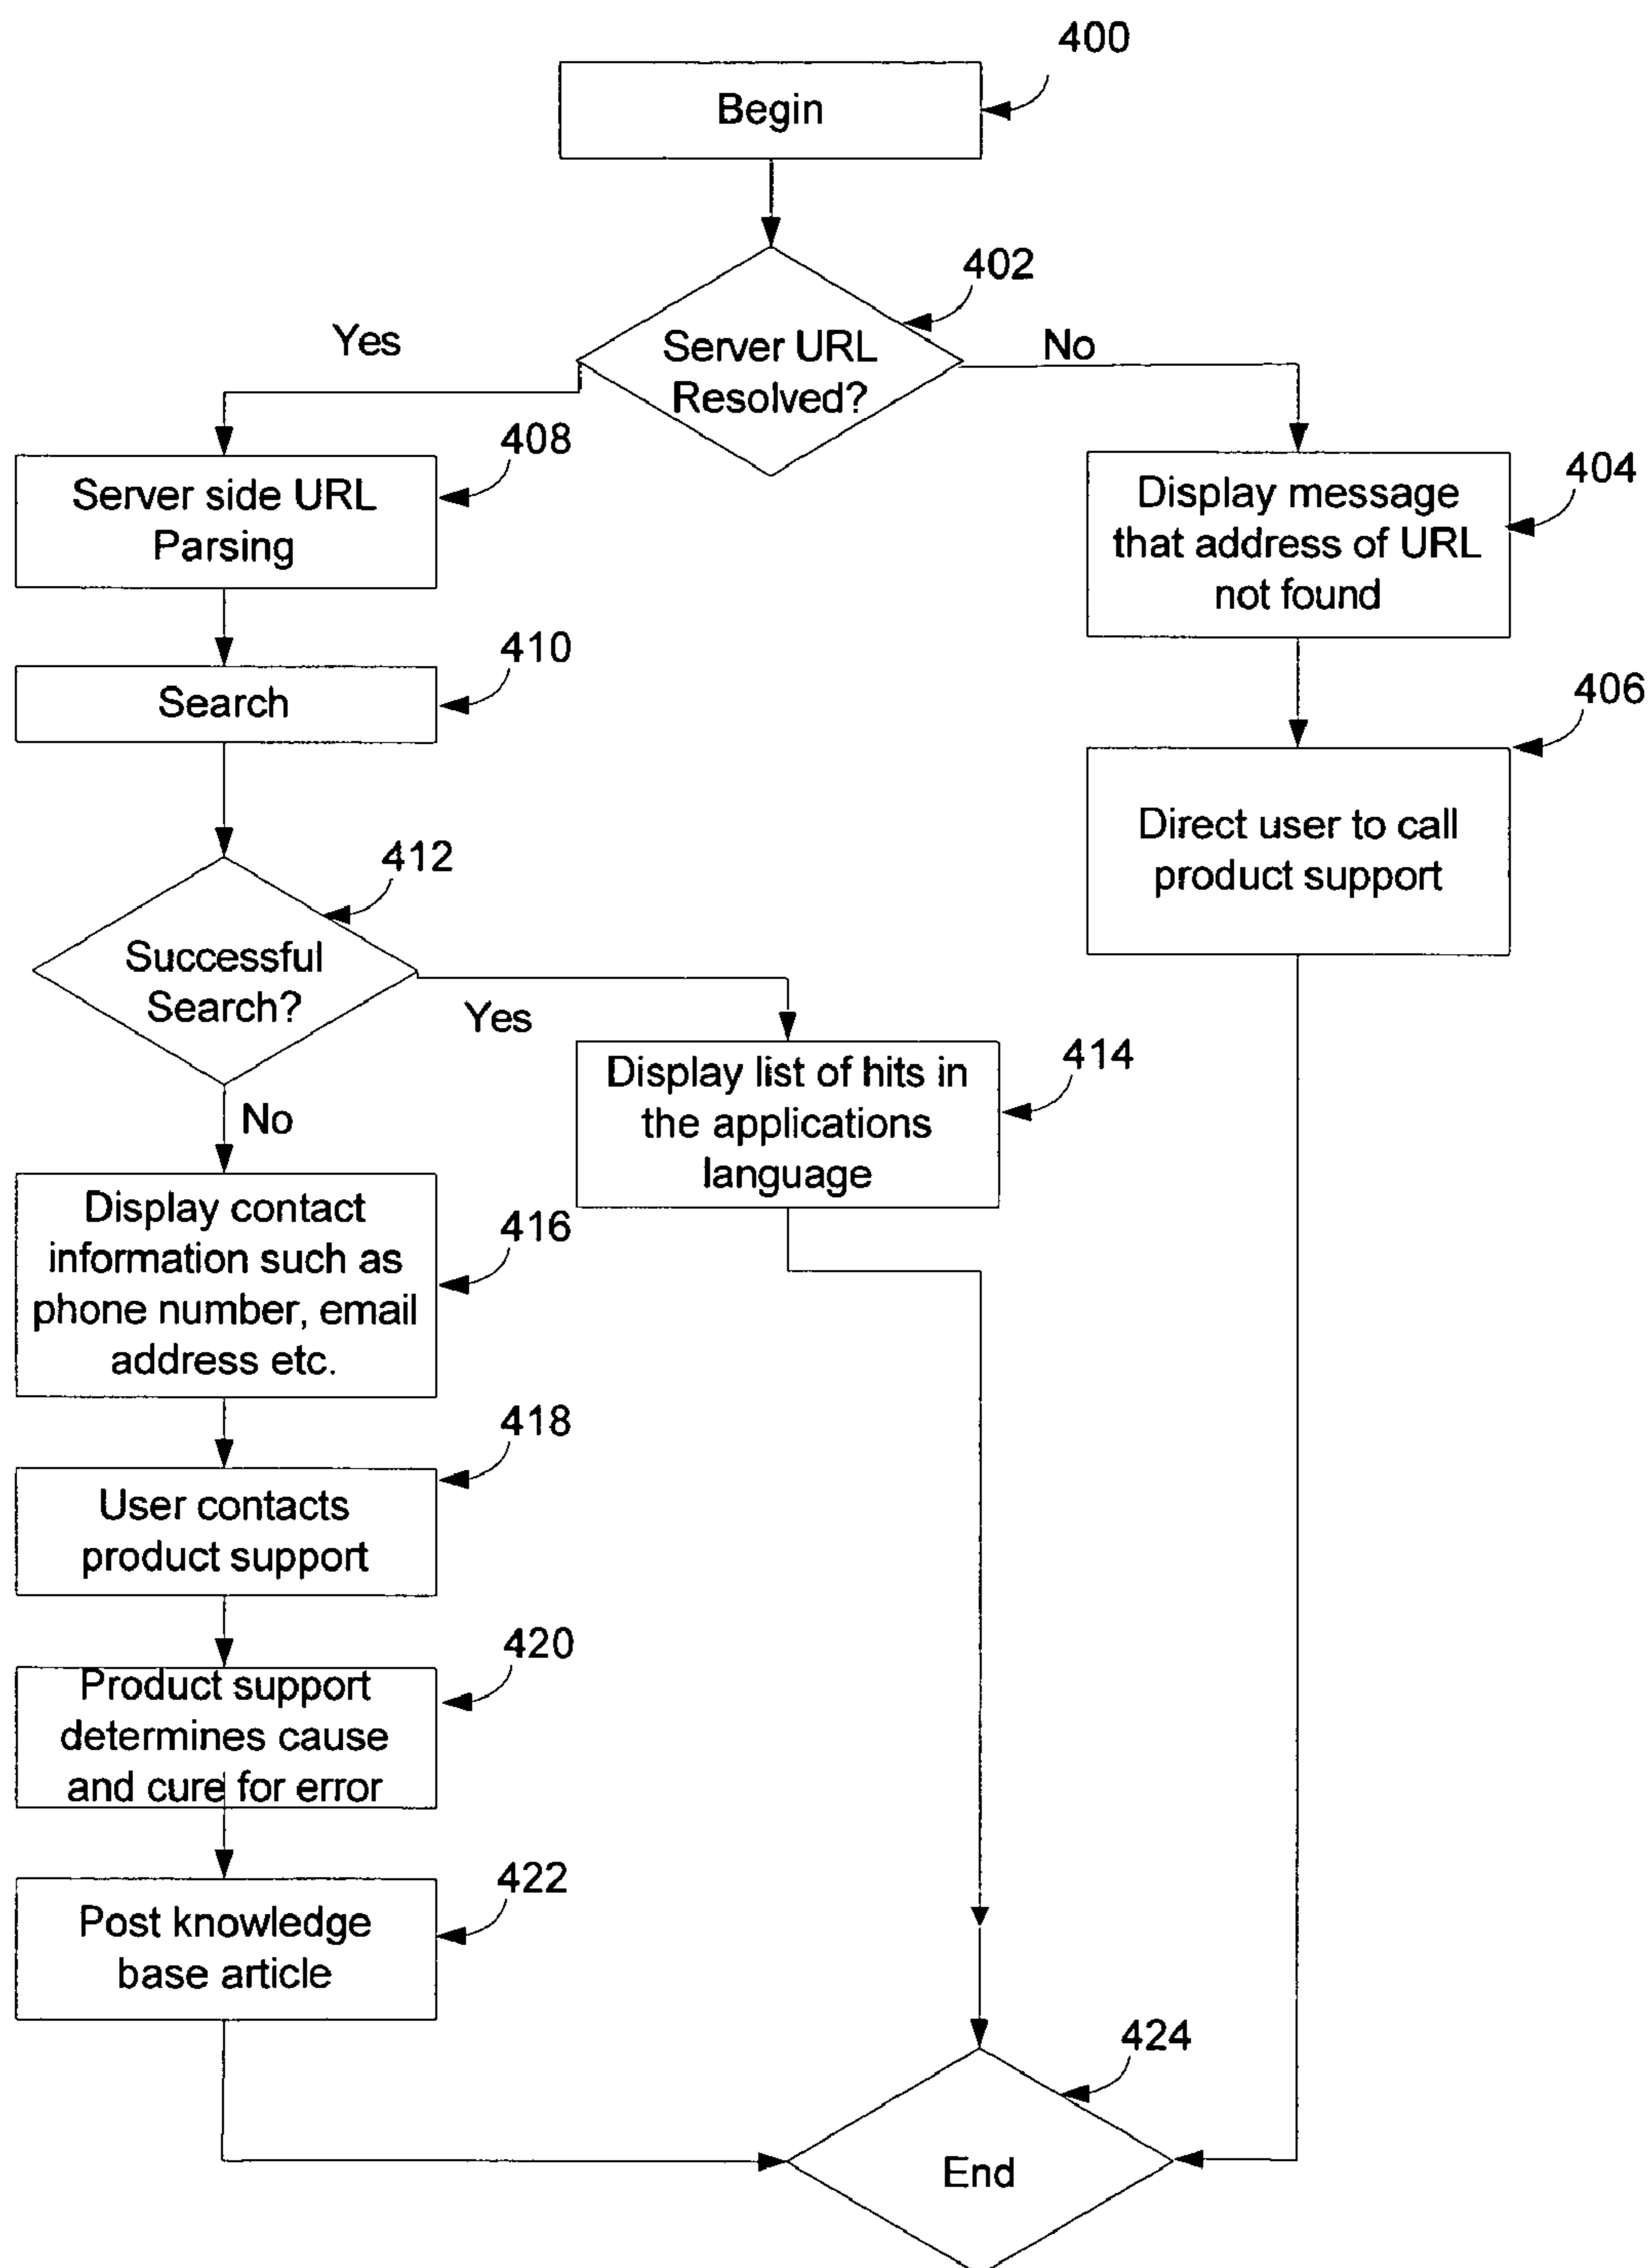 400
Begin
402
Yes
Server URL
Resolved?
No
408
Server side URL
Parsing
404
Display message
that address of URL
not found
410
Search
406
Direct user to call
product support
412
Successful
Search?
Yes
No
414
Display list of hits in
the applications
language
416
Display contact
information such as
phone number, email
address etc.
418
User contacts
product support
420
Product support
determines cause
and cure for error
422
Post knowledge
base article
424
End